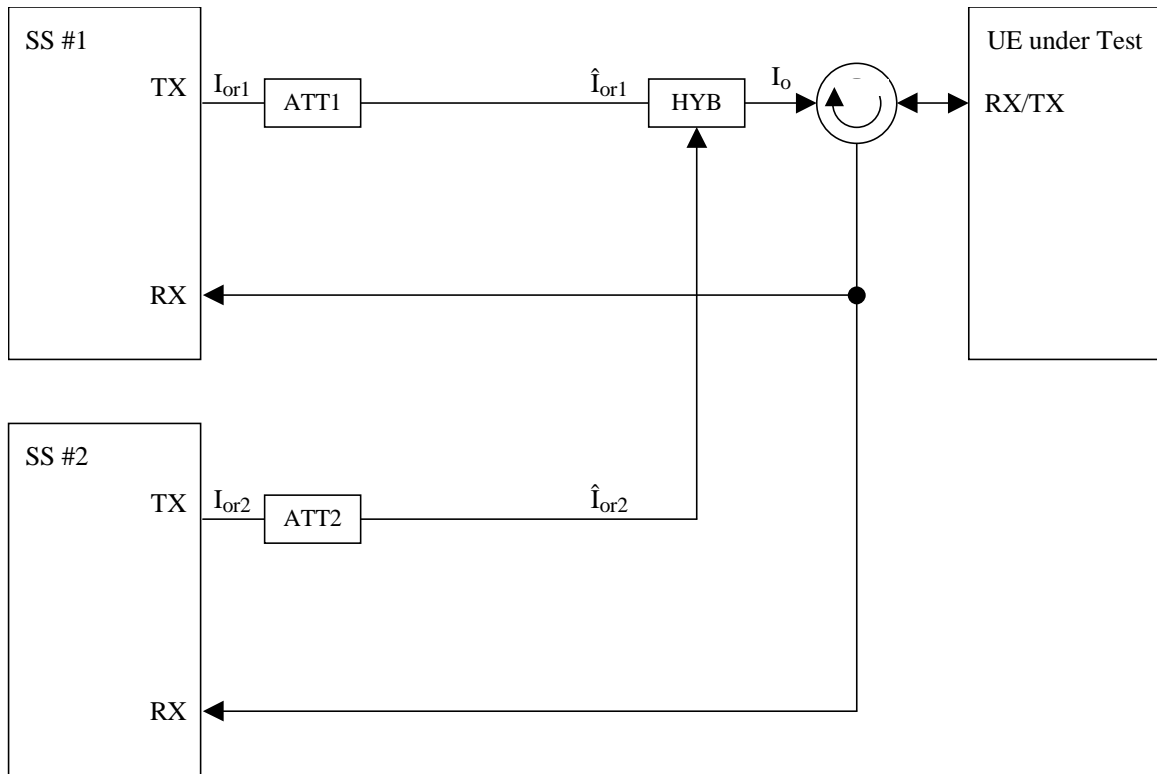 SS #1
UE under Test
TX
I_or1
ATT1
Î_or1
HYB
I_o
RX/TX
RX
SS #2
TX
I_or2
ATT2
Î_or2
RX